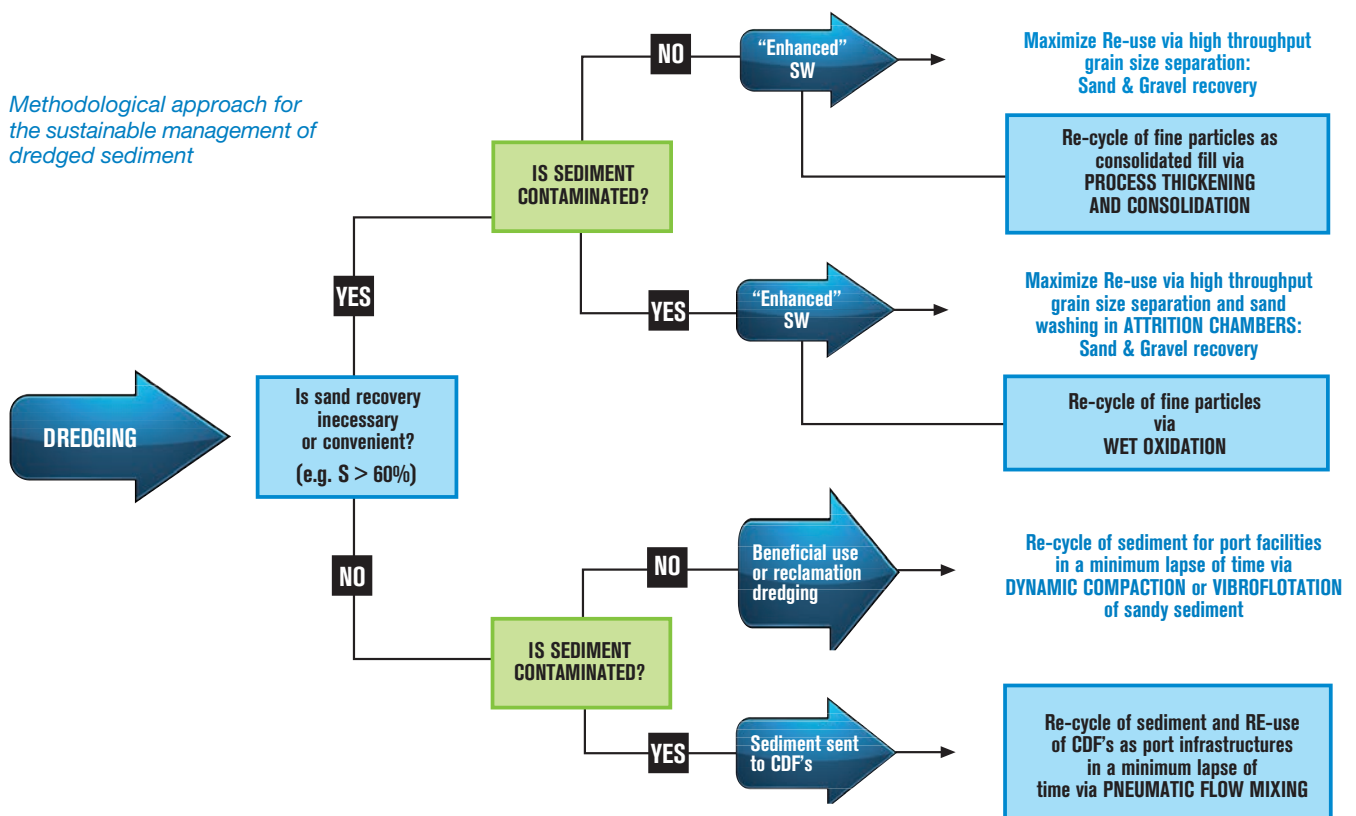 Methodological approach for
the sustainable management of
dredged sediment
DREDGING
Is sand recovery
inecessary
or convenient?
(e.g. S > 60%)
YES
IS SEDIMENT
CONTAMINATED?
NO
“Enhanced”
SW
Maximize Re-use via high throughput
grain size separation:
Sand & Gravel recovery
Re-cycle of fine particles as
consolidated fill via
PROCESS THICKENING
AND CONSOLIDATION
YES
“Enhanced”
SW
Maximize Re-use via high throughput
grain size separation and sand
washing in ATTRITION CHAMBERS:
Sand & Gravel recovery
Re-cycle of fine particles
via
WET OXIDATION
NO
IS SEDIMENT
CONTAMINATED?
NO
Beneficial use
or reclamation
dredging
Re-cycle of sediment for port facilities
in a minimum lapse of time via
DYNAMIC COMPACTION or VIBROFLOTATION
of sandy sediment
YES
Sediment sent
to CDF's
Re-cycle of sediment and RE-use
of CDF's as port infrastructures
in a minimum lapse of
time via PNEUMATIC FLOW MIXING